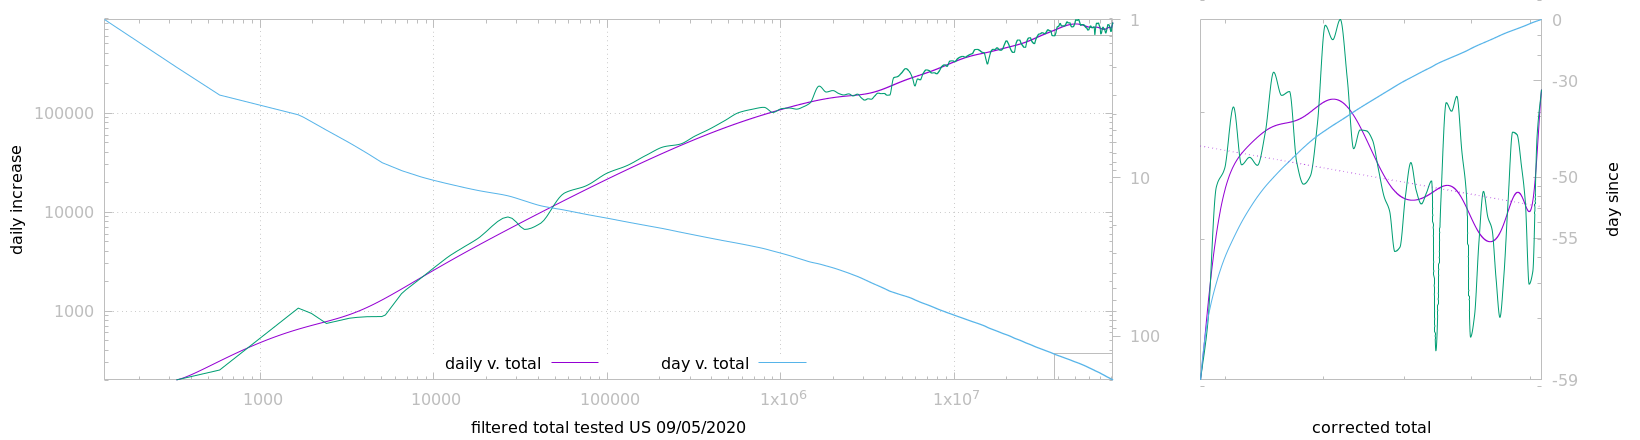 daily increase
100000
10000
1000
1
10
100
daily v. total
day v. total
1000
10000
100000
1x10⁶
1x10⁷
filtered total tested US 09/05/2020
0
-30
-50
-55
-59
day since
corrected total